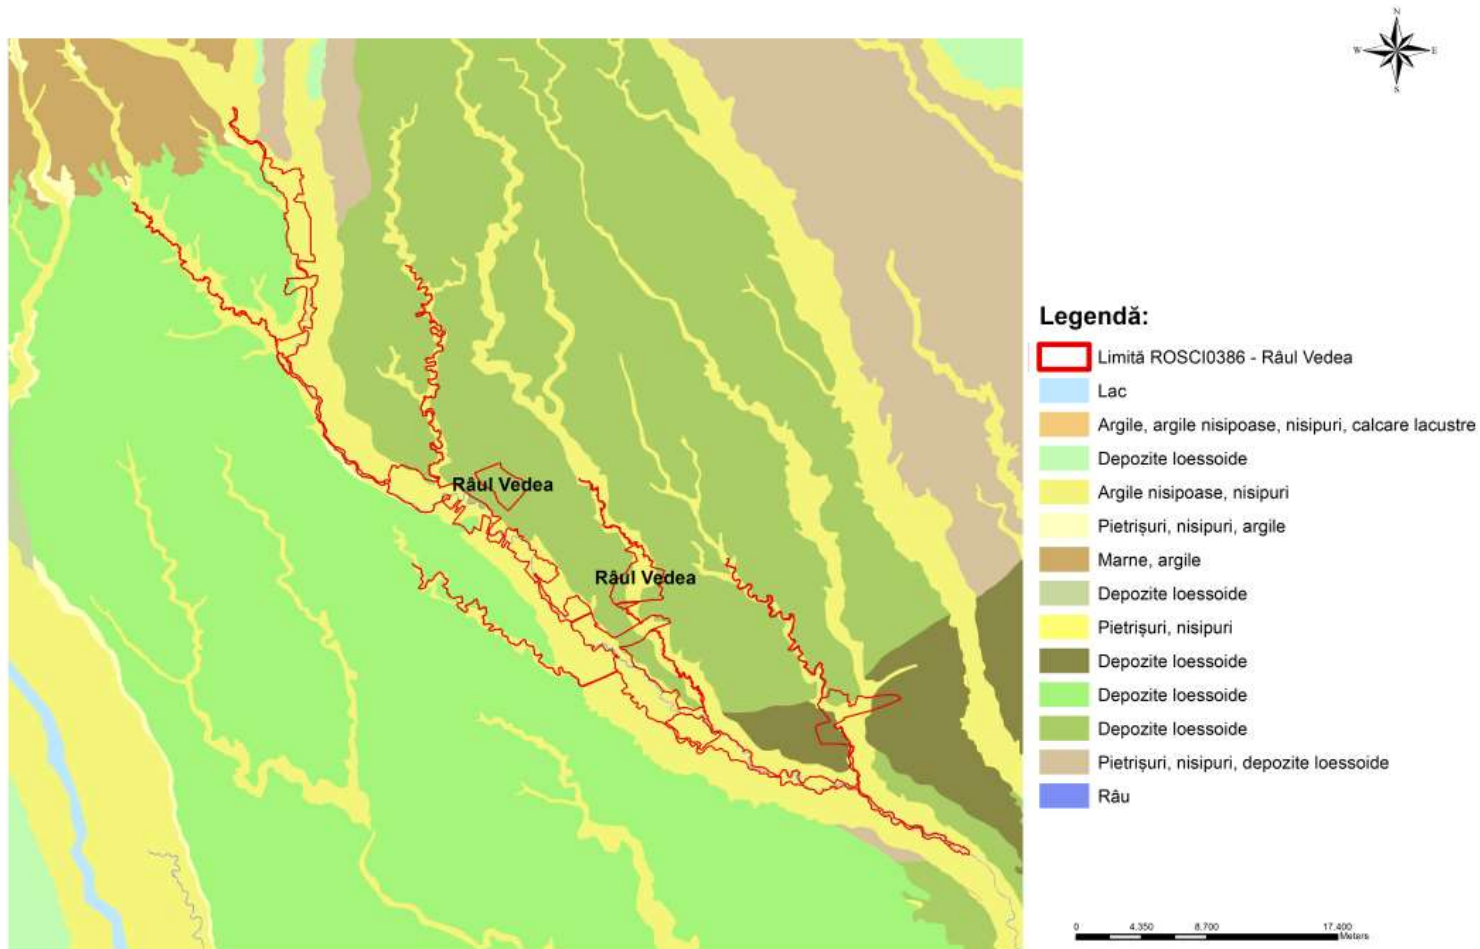 N
W E
S
Râul Vedea
Râul Vedea
Legendă:
Limită ROSCI0386 - Râul Vedea
Lac
Argile, argile nisipoase, nisipuri, calcare lacustre
Depozite loessoide
Argile nisipoase, nisipuri
Pietrișuri, nisipuri, argile
Marne, argile
Depozite loessoide
Pietrișuri, nisipuri
Depozite loessoide
Depozite loessoide
Depozite loessoide
Pietrișuri, nisipuri, depozite loessoide
Râu
0 4,350 8,700 17,400
Meters